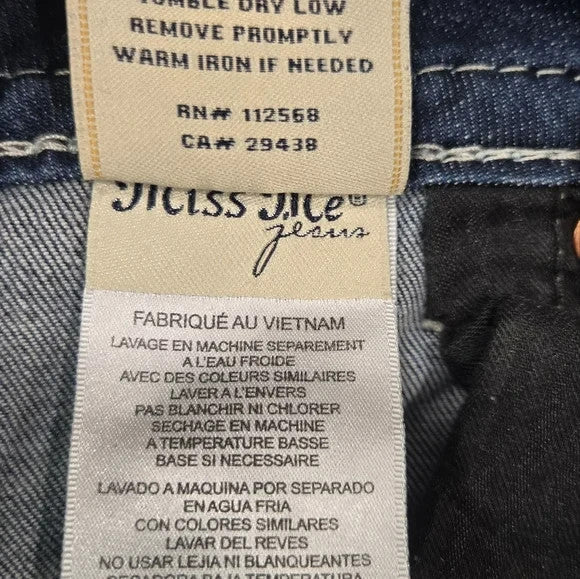 TUMBLE DRY LOW
REMOVE PROMPTLY
WARM IRON IF NEEDED
RN# 112568
CA# 29438
Miss Me®
jeans
FABRIQUÉ AU VIETNAM
LAVAGE EN MACHINE SEPAREMENT
A L'EAU FROIDE
AVEC DES COLEURS SIMILAIRES
LAVER A L'ENVERS
PAS BLANCHIR NI CHLORER
SECHAGE EN MACHINE
A TEMPERATURE BASSE
BASE SI NECESSAIRE
LAVADO A MAQUINA POR SEPARADO
EN AGUA FRIA
CON COLORES SIMILARES
LAVAR DEL REVES
NO USAR LEJIA NI BLANQUEANTES
SECADORA BAJA TEMPERATURA